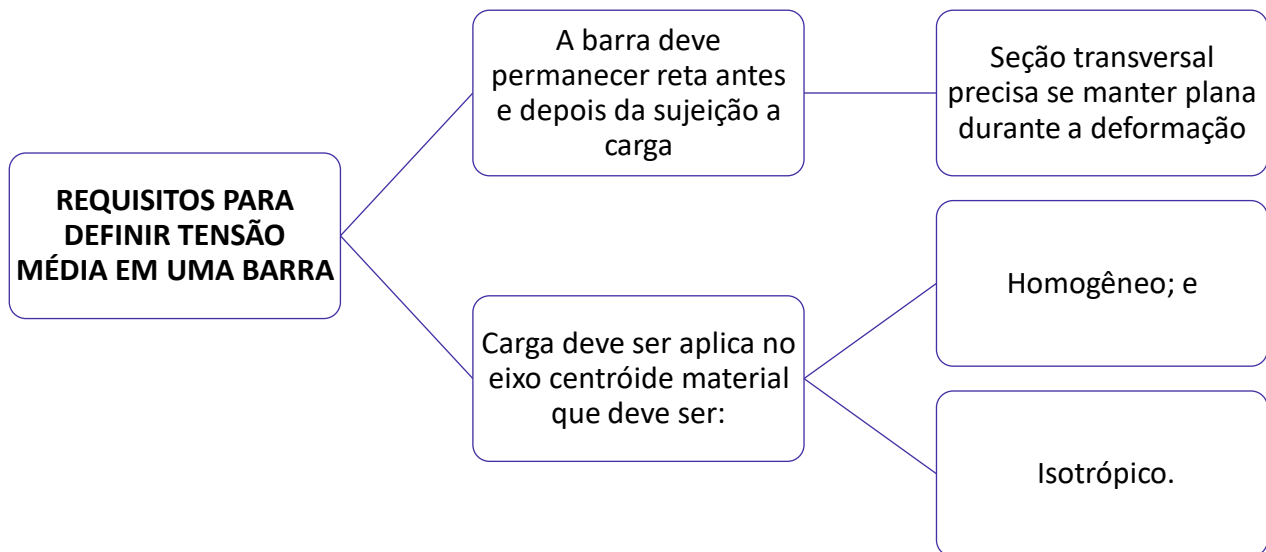 REQUISITOS PARA
DEFINIR TENSÃO
MÉDIA EM UMA BARRA
A barra deve
permanecer reta antes
e depois da sujeição a
carga
Seção transversal
precisa se manter plana
durante a deformação
Carga deve ser aplica no
eixo centróide material
que deve ser:
Homogêneo; e
Isotrópico.